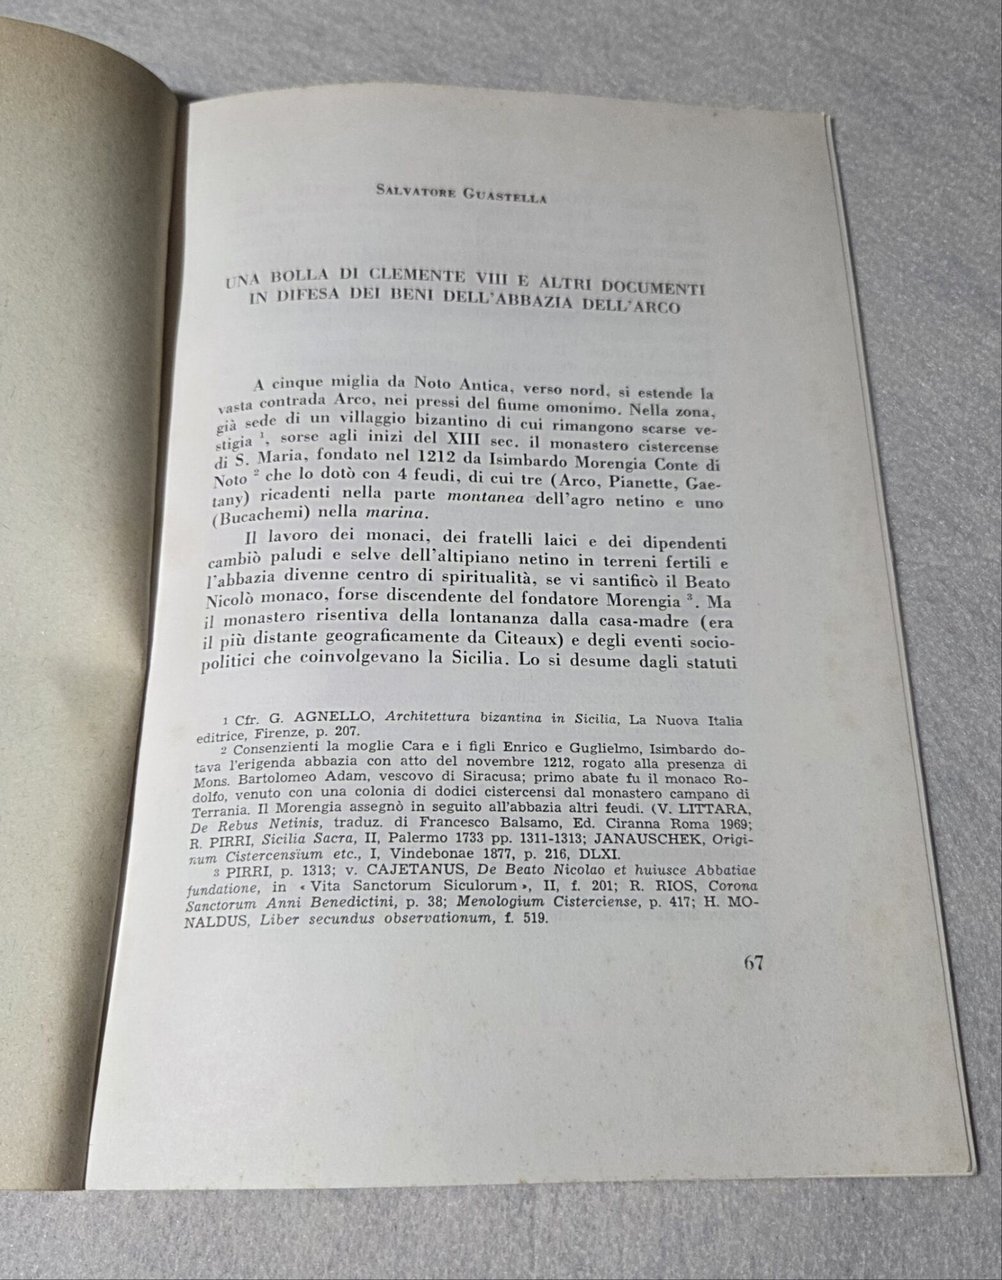 SALVATORE GUASTELLA
UNA BOLLA DI CLEMENTE VIII E ALTRI DOCUMENTI
IN DIFESA DEI BENI DELL'ABBAZIA DELL'ARCO
A cinque miglia da Noto Antica, verso nord, si estende la
vasta contrada Arco, nei pressi del fiume omonimo. Nella zona,
già sede di un villaggio bizantino di cui rimangono scarse ve-
stigia 1, sorse agli inizi del XIII sec. il monastero cistercense
di S. Maria, fondato nel 1212 da Isimbardo Morengia Conte di
Noto 2 che lo dotò con 4 feudi, di cui tre (Arco, Pianette, Gae-
tany) ricadenti nella parte montanea dell'agro netino e uno
(Bucachemi) nella marina.
Il lavoro dei monaci, dei fratelli laici e dei dipendenti
cambiò paludi e selve dell'altipiano netino in terreni fertili e
l'abbazia divenne centro di spiritualità, se vi santificò il Beato
Nicolò monaco, forse discendente del fondatore Morengia 3. Ma
il monastero risentiva della lontananza dalla casa-madre (era
il più distante geograficamente da Citeaux) e degli eventi socio-
politici che coinvolgevano la Sicilia. Lo si desume dagli statuti
1 Cfr. G. AGNELLO, Architettura bizantina in Sicilia, La Nuova Italia
editrice, Firenze, p. 207.
2 Consenzienti la moglie Cara e i figli Enrico e Guglielmo, Isimbardo do-
tava l'erigenda abbazia con atto del novembre 1212, rogato alla presenza di
Mons. Bartolomeo Adam, vescovo di Siracusa; primo abate fu il monaco Ro-
dolfo, venuto con una colonia di dodici cistercensi dal monastero campano di
Terrania. Il Morengia assegnò in seguito all'abbazia altri feudi. (V. LITTARA,
De Rebus Netinis, traduz. di Francesco Balsamo, Ed. Ciranna Roma 1969;
R. PIRRI, Sicilia Sacra, II, Palermo 1733 pp. 1311-1313; JANAUSCHEK, Origi-
num Cistercensïum etc., I, Vindebonae 1877, p. 216, DLXI.
3 PIRRI, p. 1313; v. CAJETANUS, De Beato Nicolao et huiusce Abbatiae
fundatione, in « Vita Sanctorum Siculorum », II, f. 201; R. RIOS, Corona
Sanctorum Anni Benedictini, p. 38; Menologium Cisterciense, p. 417; H. MO-
NALDUS, Liber secundus observationum, f. 519.
67